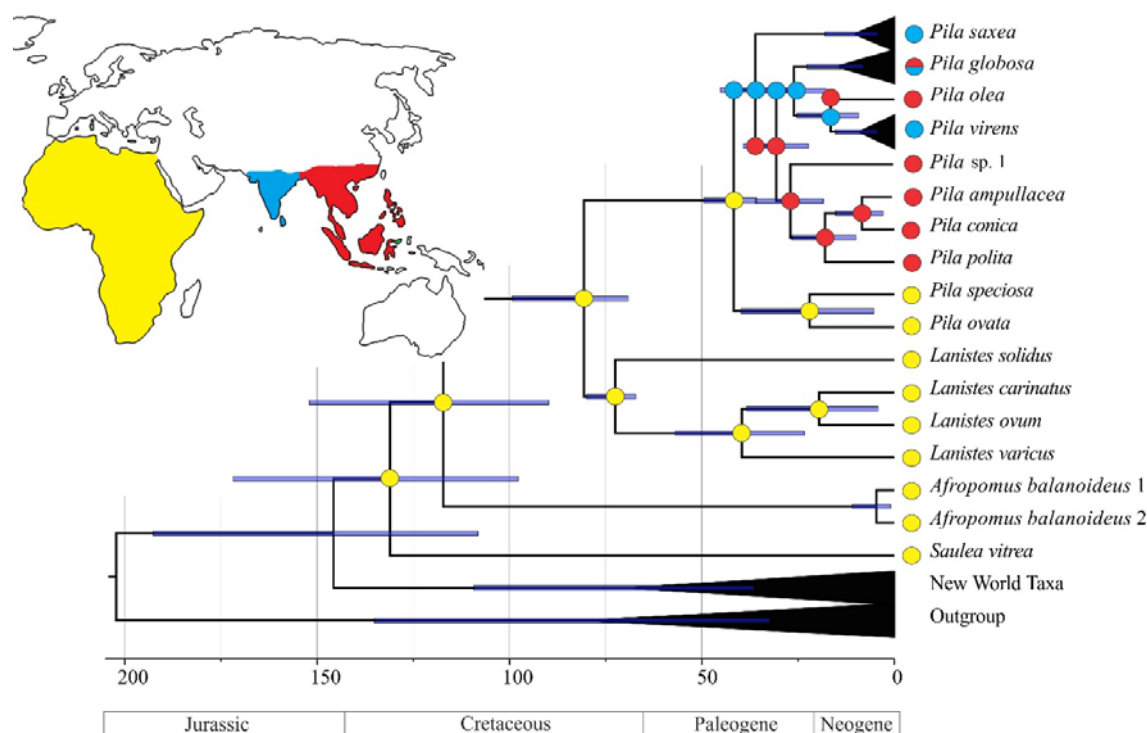 Pila saxea
Pila globosa
Pila olea
Pila virens
Pila sp. 1
Pila ampullacea
Pila conica
Pila polita
Pila speciosa
Pila ovata
Lanistes solidus
Lanistes carinatus
Lanistes ovum
Lanistes varicus
Afropomus balanoideus 1
Afropomus balanoideus 2
Saulea vitrea
New World Taxa
Outgroup
200 150 100 50 0
Jurassic Cretaceous Paleogene Neogene